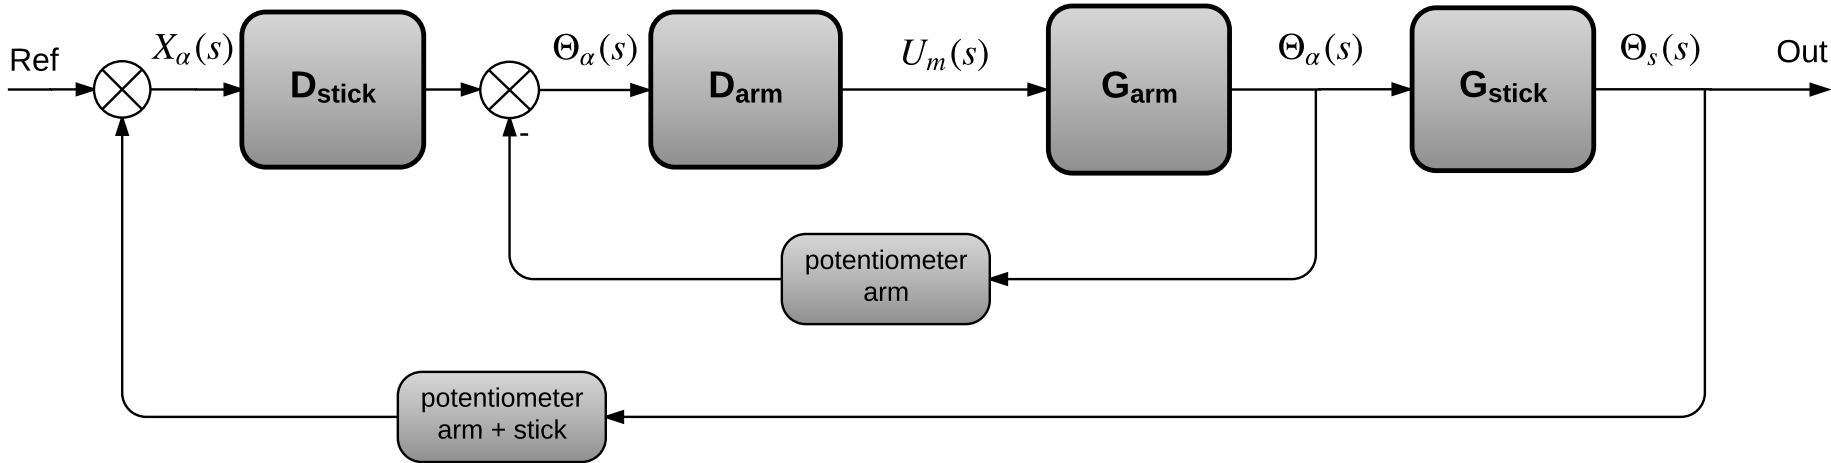 Ref
Xα(s)
Dstick
Θα(s)
-
Darm
Um(s)
Garm
Θα(s)
Gstick
Θs(s)
Out
potentiometer
arm
potentiometer
arm + stick